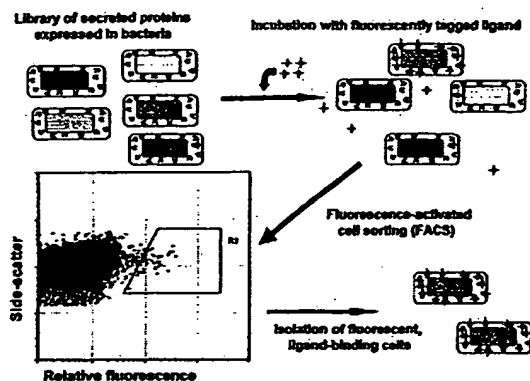 Library of secreted proteins
expressed in bacteria
Incubation with fluorescently tagged ligand
Fluorescence-activated
cell sorting (FACS)
Side-scatter
Relative fluorescence
Isolation of fluorescent,
ligand-binding cells